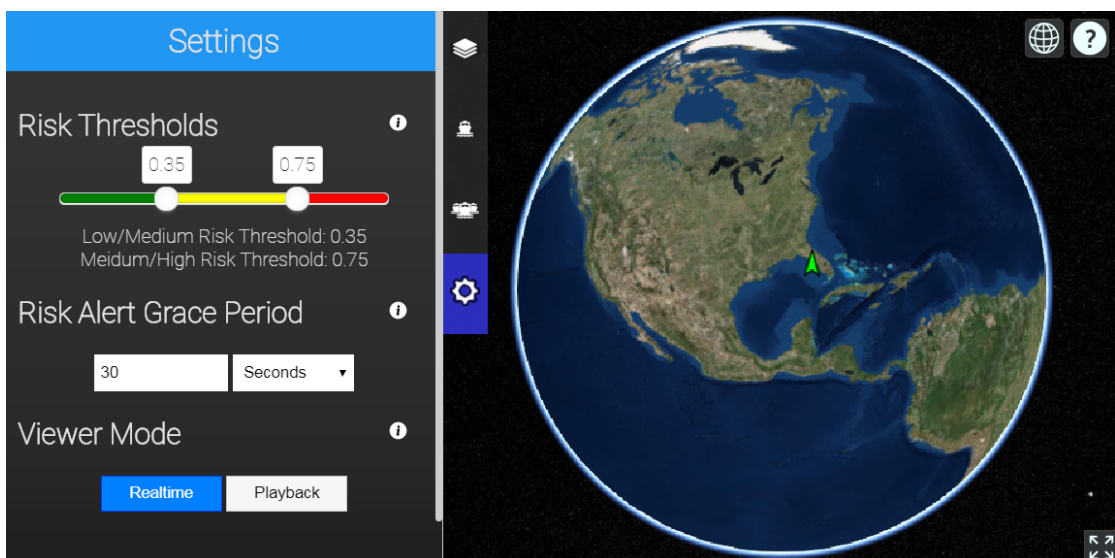 Settings
Risk Thresholds
0.35 0.75
Low/Medium Risk Threshold: 0.35
Meidum/High Risk Threshold: 0.75
Risk Alert Grace Period
30 Seconds
Viewer Mode
Realtime Playback
?